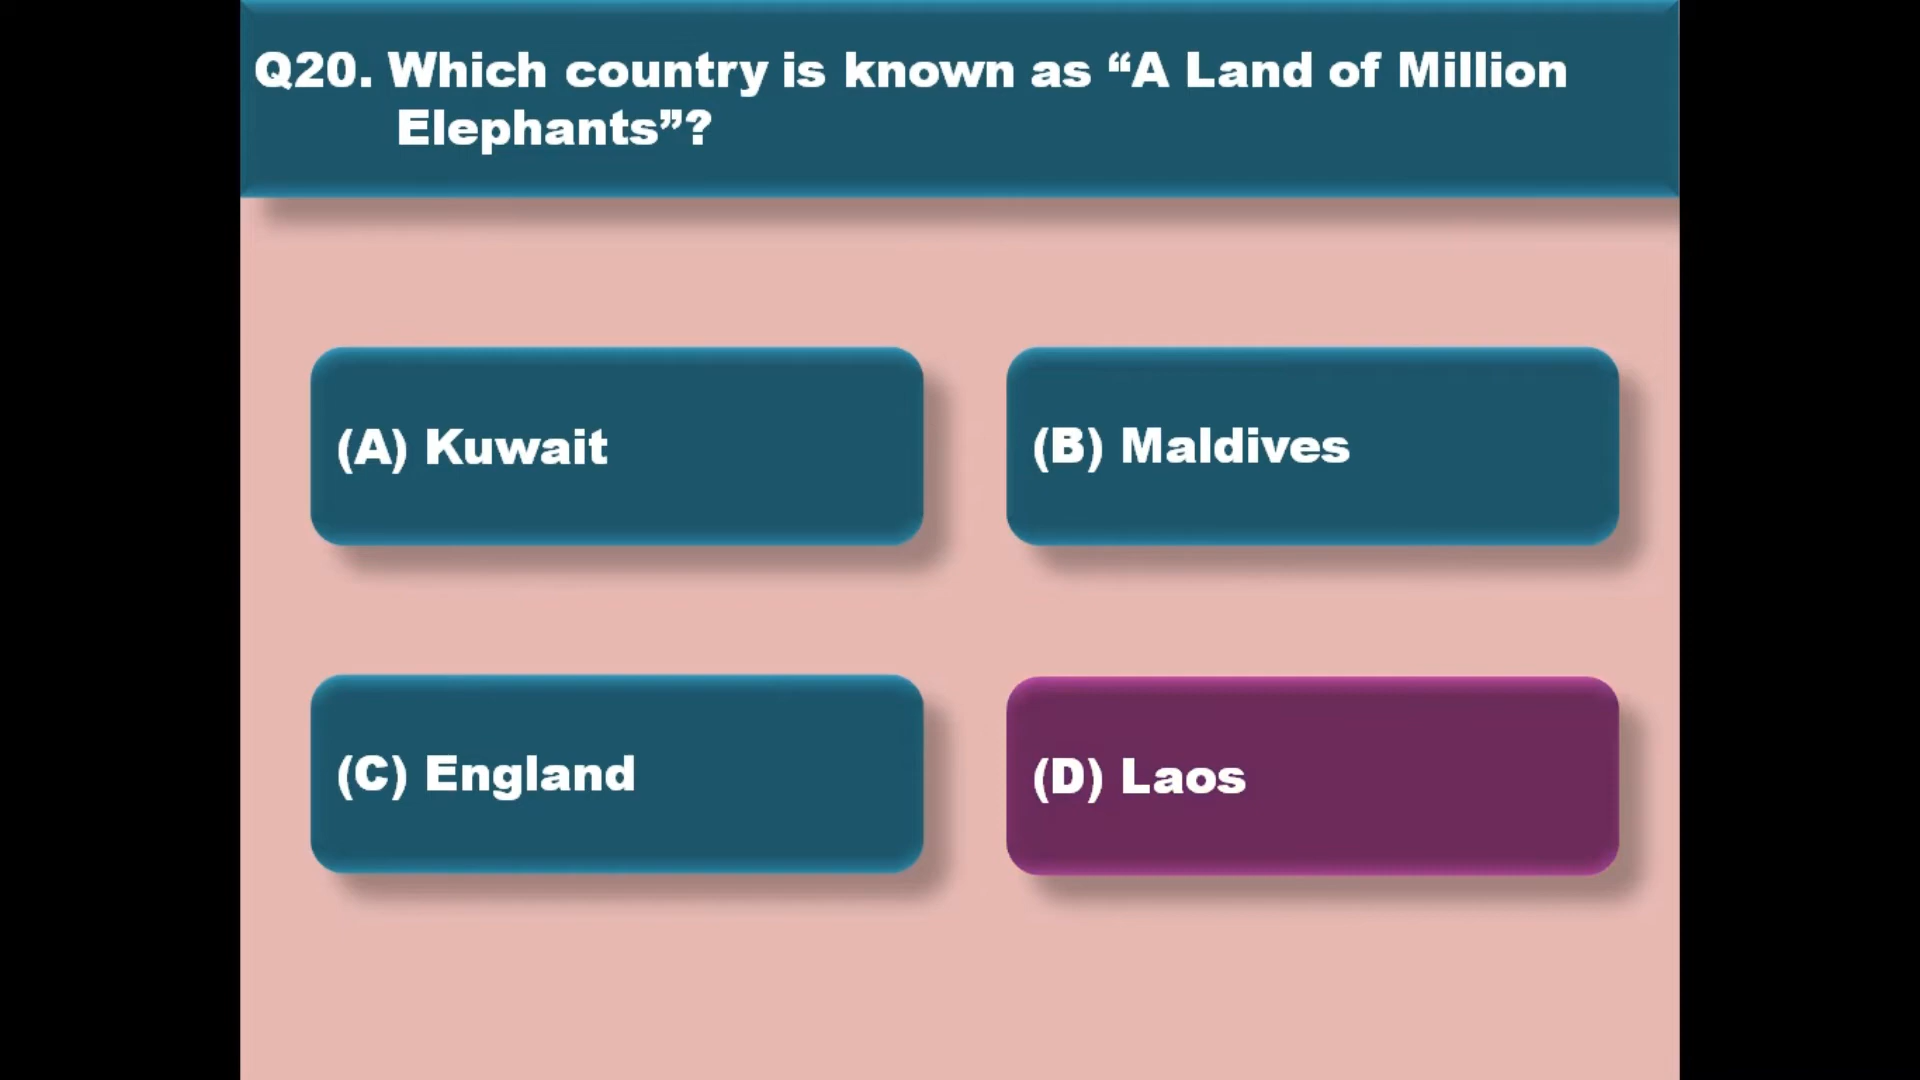 Q20. Which country is known as “A Land of Million
Elephants”?
(A) Kuwait
(B) Maldives
(C) England
(D) Laos